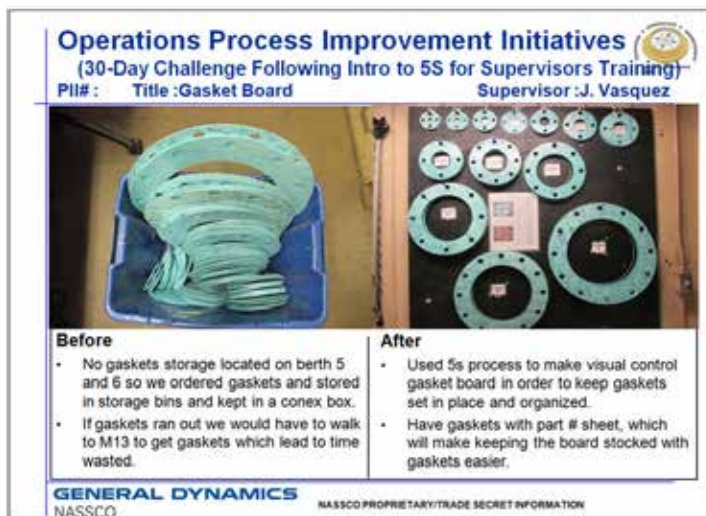 Operations Process Improvement Initiatives
(30-Day Challenge Following Intro to 5S for Supervisors Training)
PII# : Title :Gasket Board Supervisor :J. Vasquez
Before
• No gaskets storage located on berth 5
and 6 so we ordered gaskets and stored
in storage bins and kept in a conex box.
• If gaskets ran out we would have to walk
to M13 to get gaskets which lead to time
wasted.
After
• Used 5s process to make visual control
gasket board in order to keep gaskets
set in place and organized.
• Have gaskets with part # sheet, which
will make keeping the board stocked with
gaskets easier.
GENERAL DYNAMICS
NASSCO
NASSCO PROPRIETARY/TRADE SECRET INFORMATION